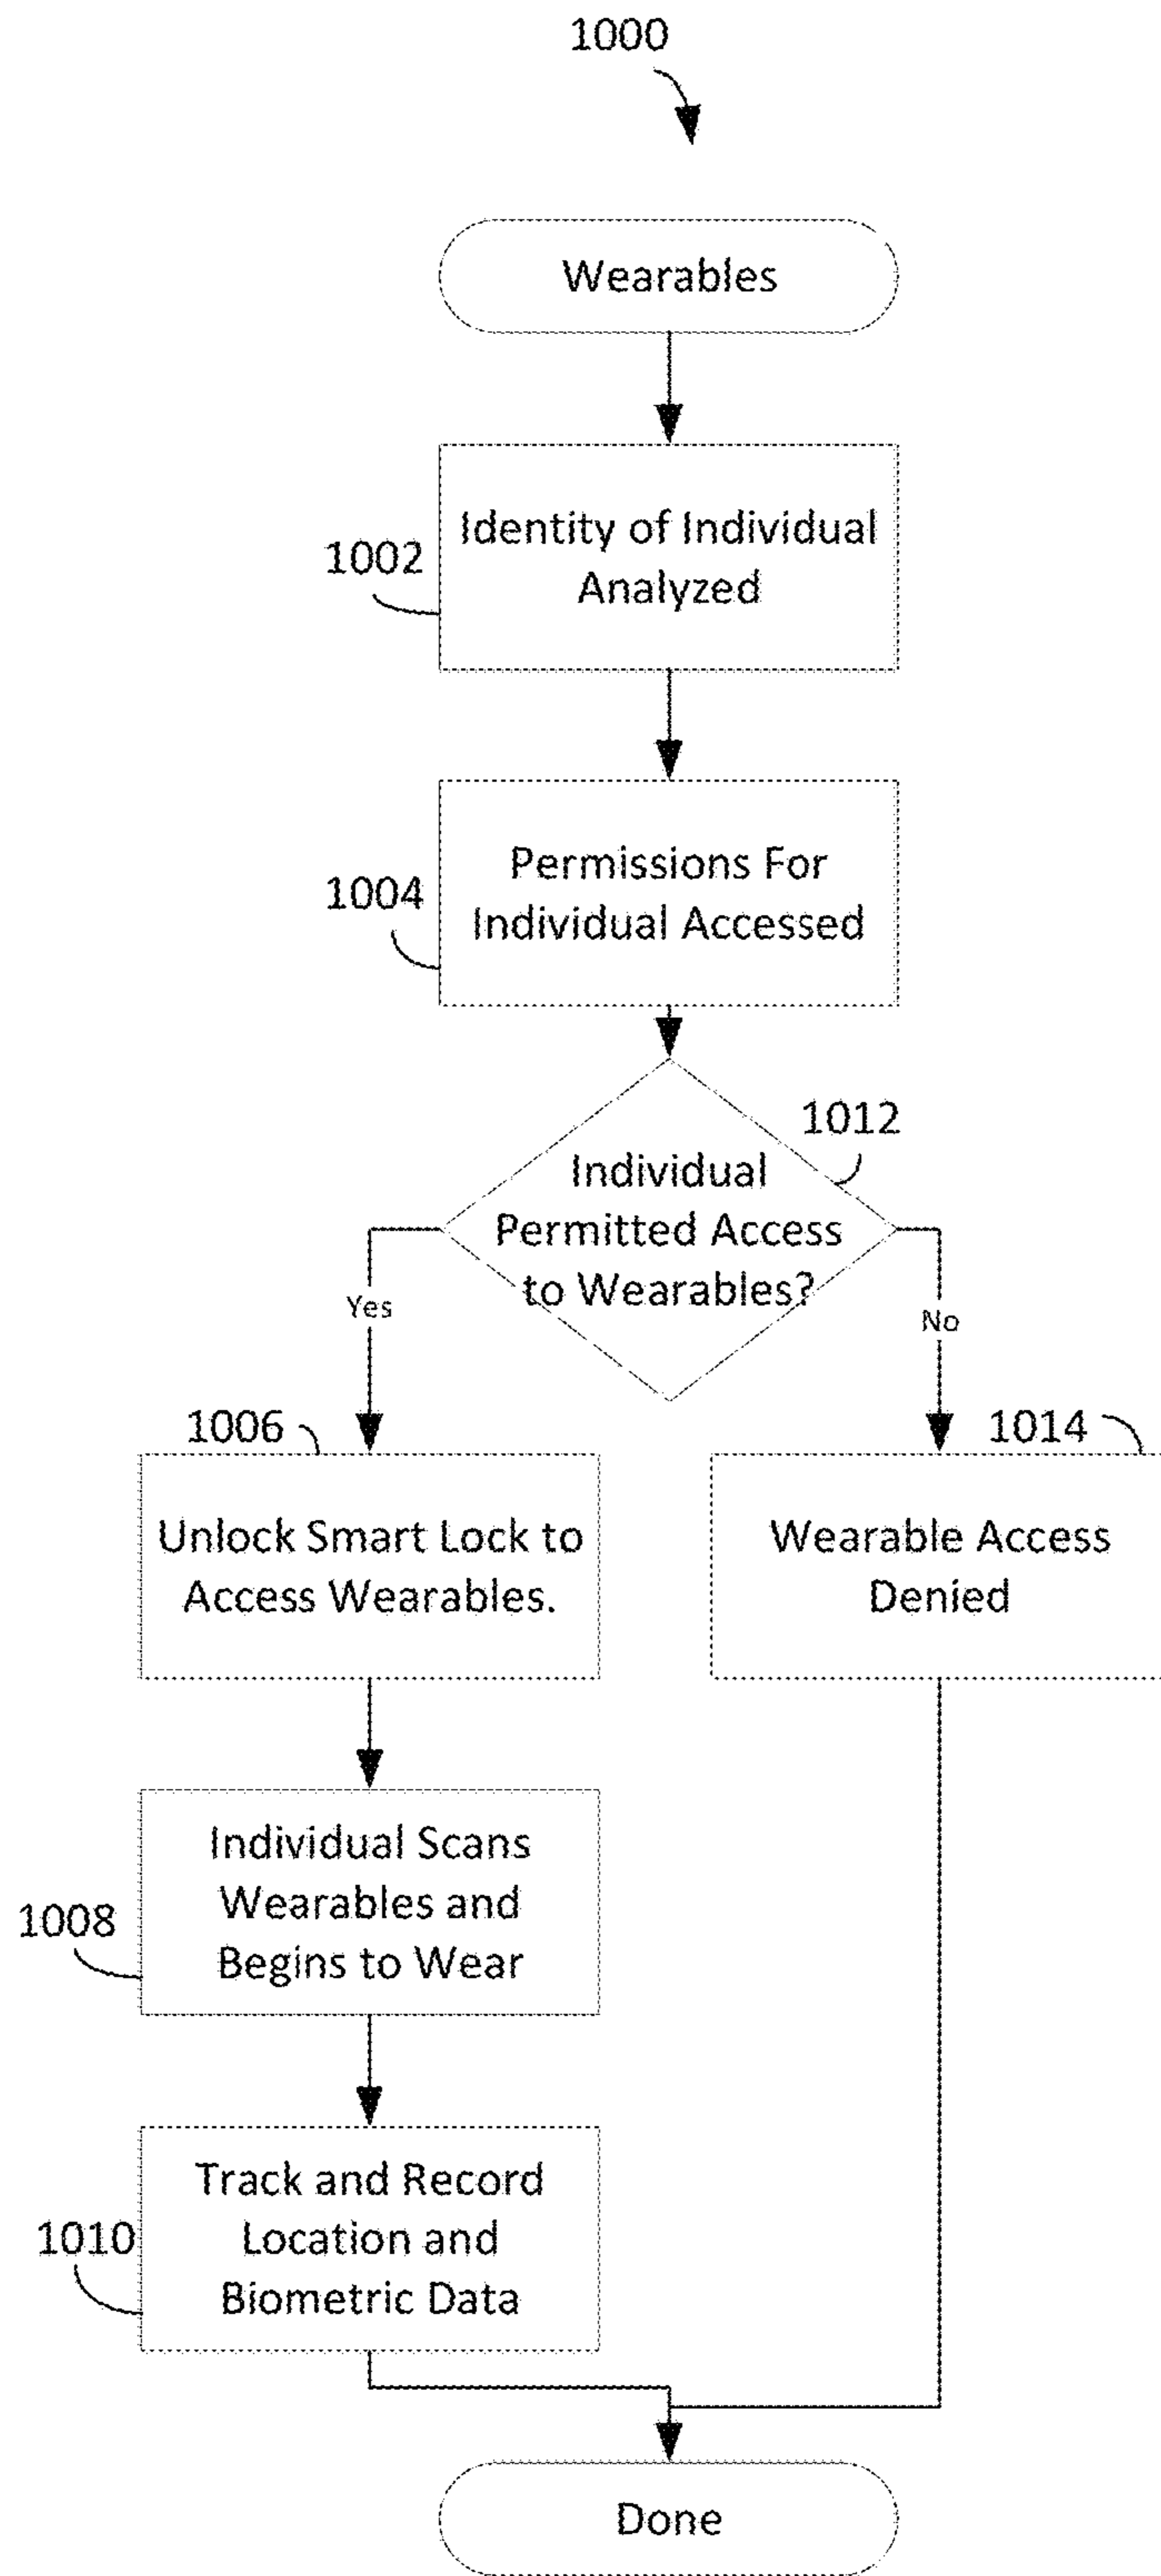 1000
Wearables
Identity of Individual
Analyzed
1002
Permissions For
Individual Accessed
1004
1012
Individual
Permitted Access
to Wearables?
Yes
No
1006
1014
Unlock Smart Lock to
Access Wearables.
Wearable Access
Denied
Individual Scans
Wearables and
Begins to Wear
1008
Track and Record
Location and
Biometric Data
1010
Done